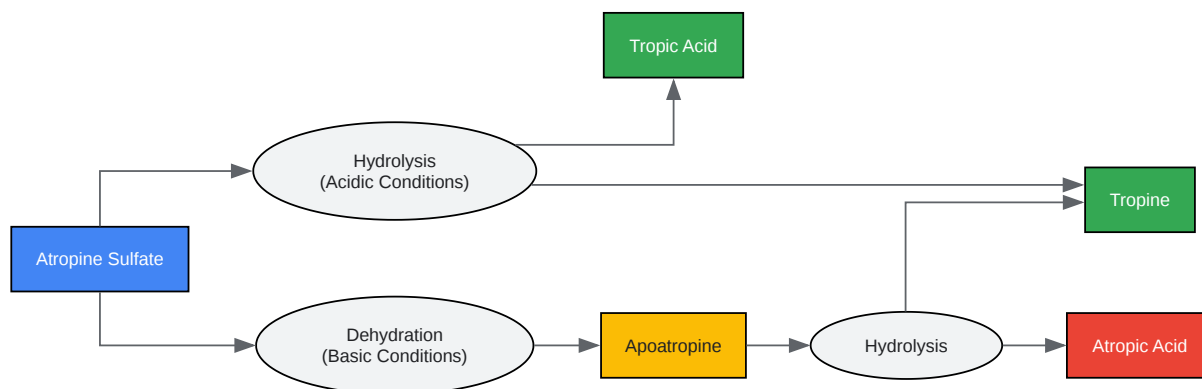 Tropic Acid
Hydrolysis
(Acidic Conditions)
Tropine
Atropine Sulfate
Dehydration
(Basic Conditions)
Apoatropine
Hydrolysis
Atropic Acid